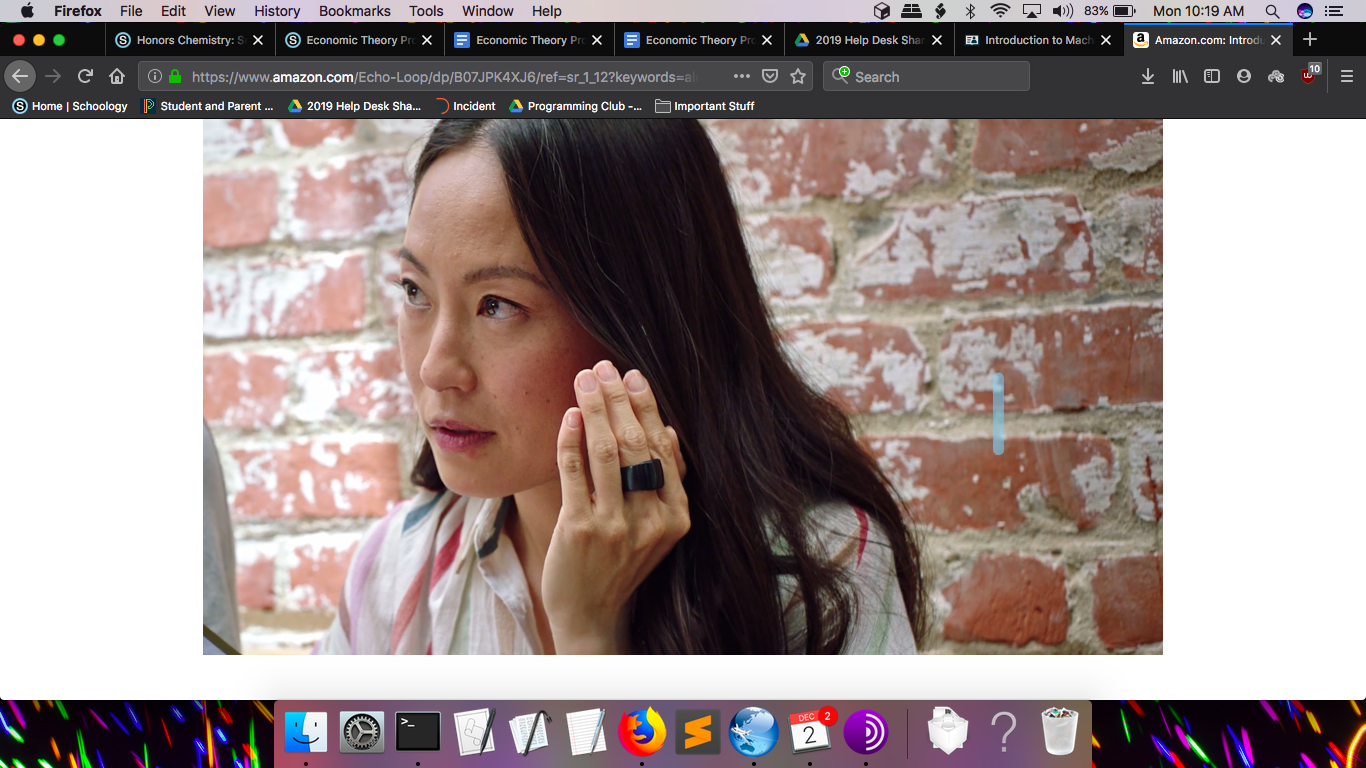 Firefox File Edit View History Bookmarks Tools Window Help 83% Mon 10:19 AM
Honors Chemistry: S Economic Theory Pr Economic Theory Pr Economic Theory Pr 2019 Help Desk Sha Introduction to Mach Amazon.com: Introdu
https://www.amazon.com/Echo-Loop/dp/B07JPK4XJ6/ref=sr_1_12?keywords=al Search 10
Home | Schoology Student and Parent ... 2019 Help Desk Sha... Incident Programming Club -... Important Stuff
DEC 2
2